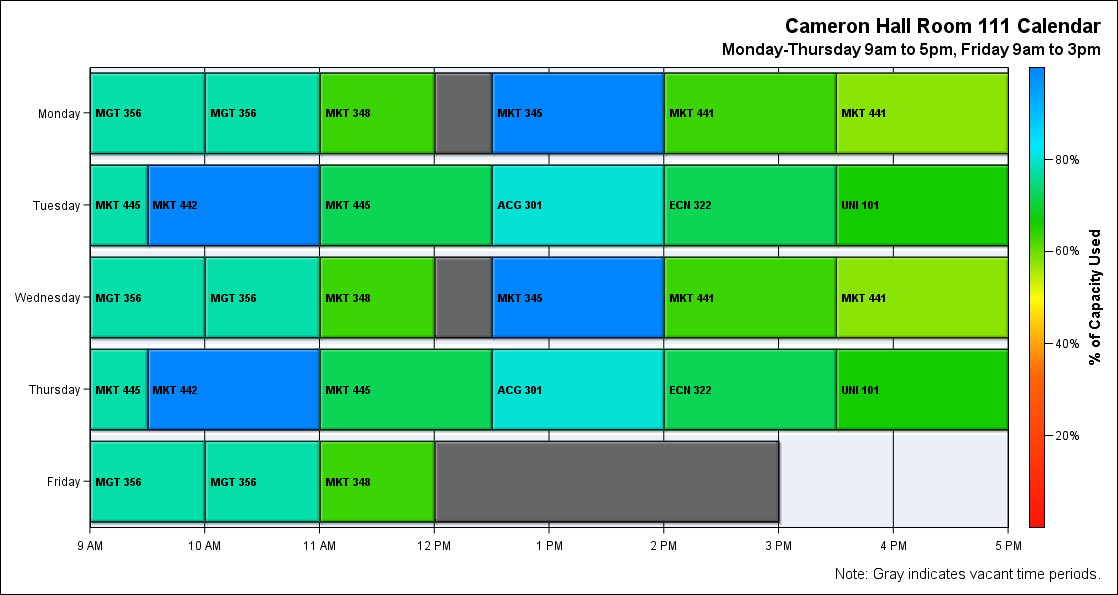 Cameron Hall Room 111 Calendar
Monday-Thursday 9am to 5pm, Friday 9am to 3pm
Monday
MGT 356
MGT 356
MKT 348
MKT 345
MKT 441
MKT 441
Tuesday
MKT 445
MKT 442
MKT 445
ACG 301
ECN 322
UNI 101
Wednesday
MGT 356
MGT 356
MKT 348
MKT 345
MKT 441
MKT 441
Thursday
MKT 445
MKT 442
MKT 445
ACG 301
ECN 322
UNI 101
Friday
MGT 356
MGT 356
MKT 348
9 AM
10 AM
11 AM
12 PM
1 PM
2 PM
3 PM
4 PM
5 PM
80%
60%
40%
20%
% of Capacity Used
Note: Gray indicates vacant time periods.